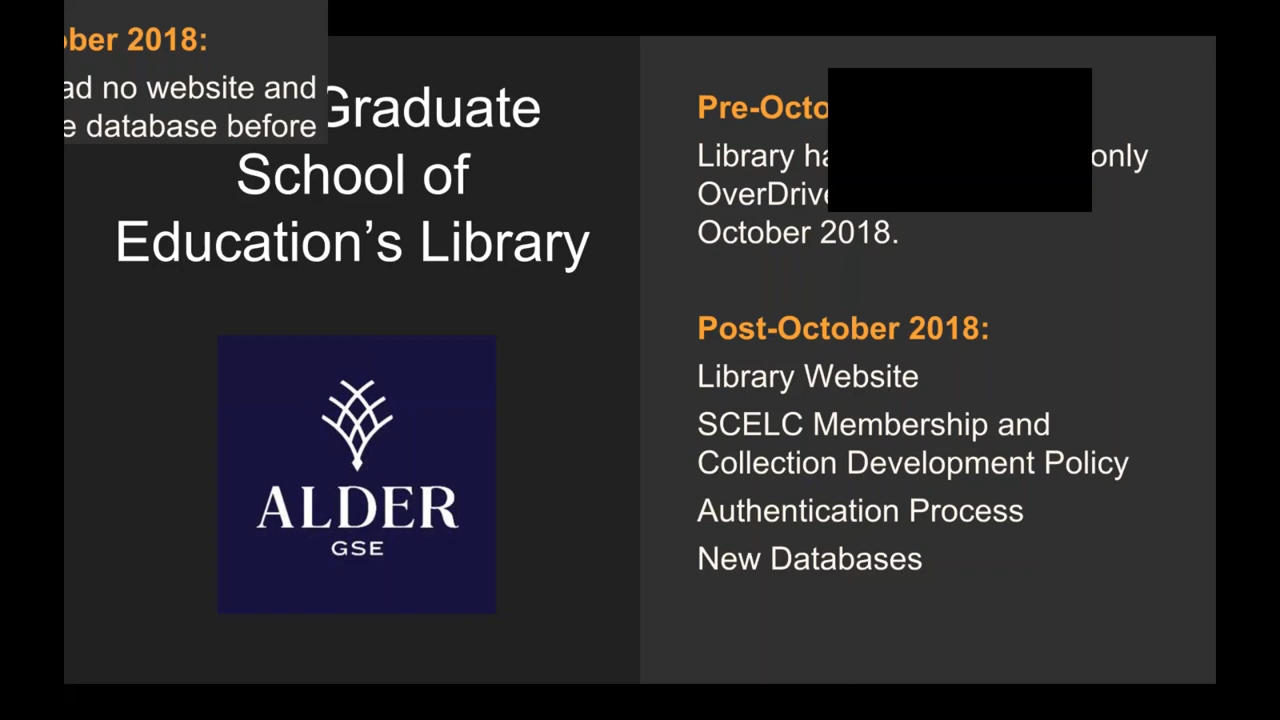 ober 2018:
ad no website and
e database before
Graduate
School of
Education’s Library
ALDER
GSE
Pre-Octo
Library ha only
OverDrive
October 2018.
Post-October 2018:
Library Website
SCELC Membership and
Collection Development Policy
Authentication Process
New Databases